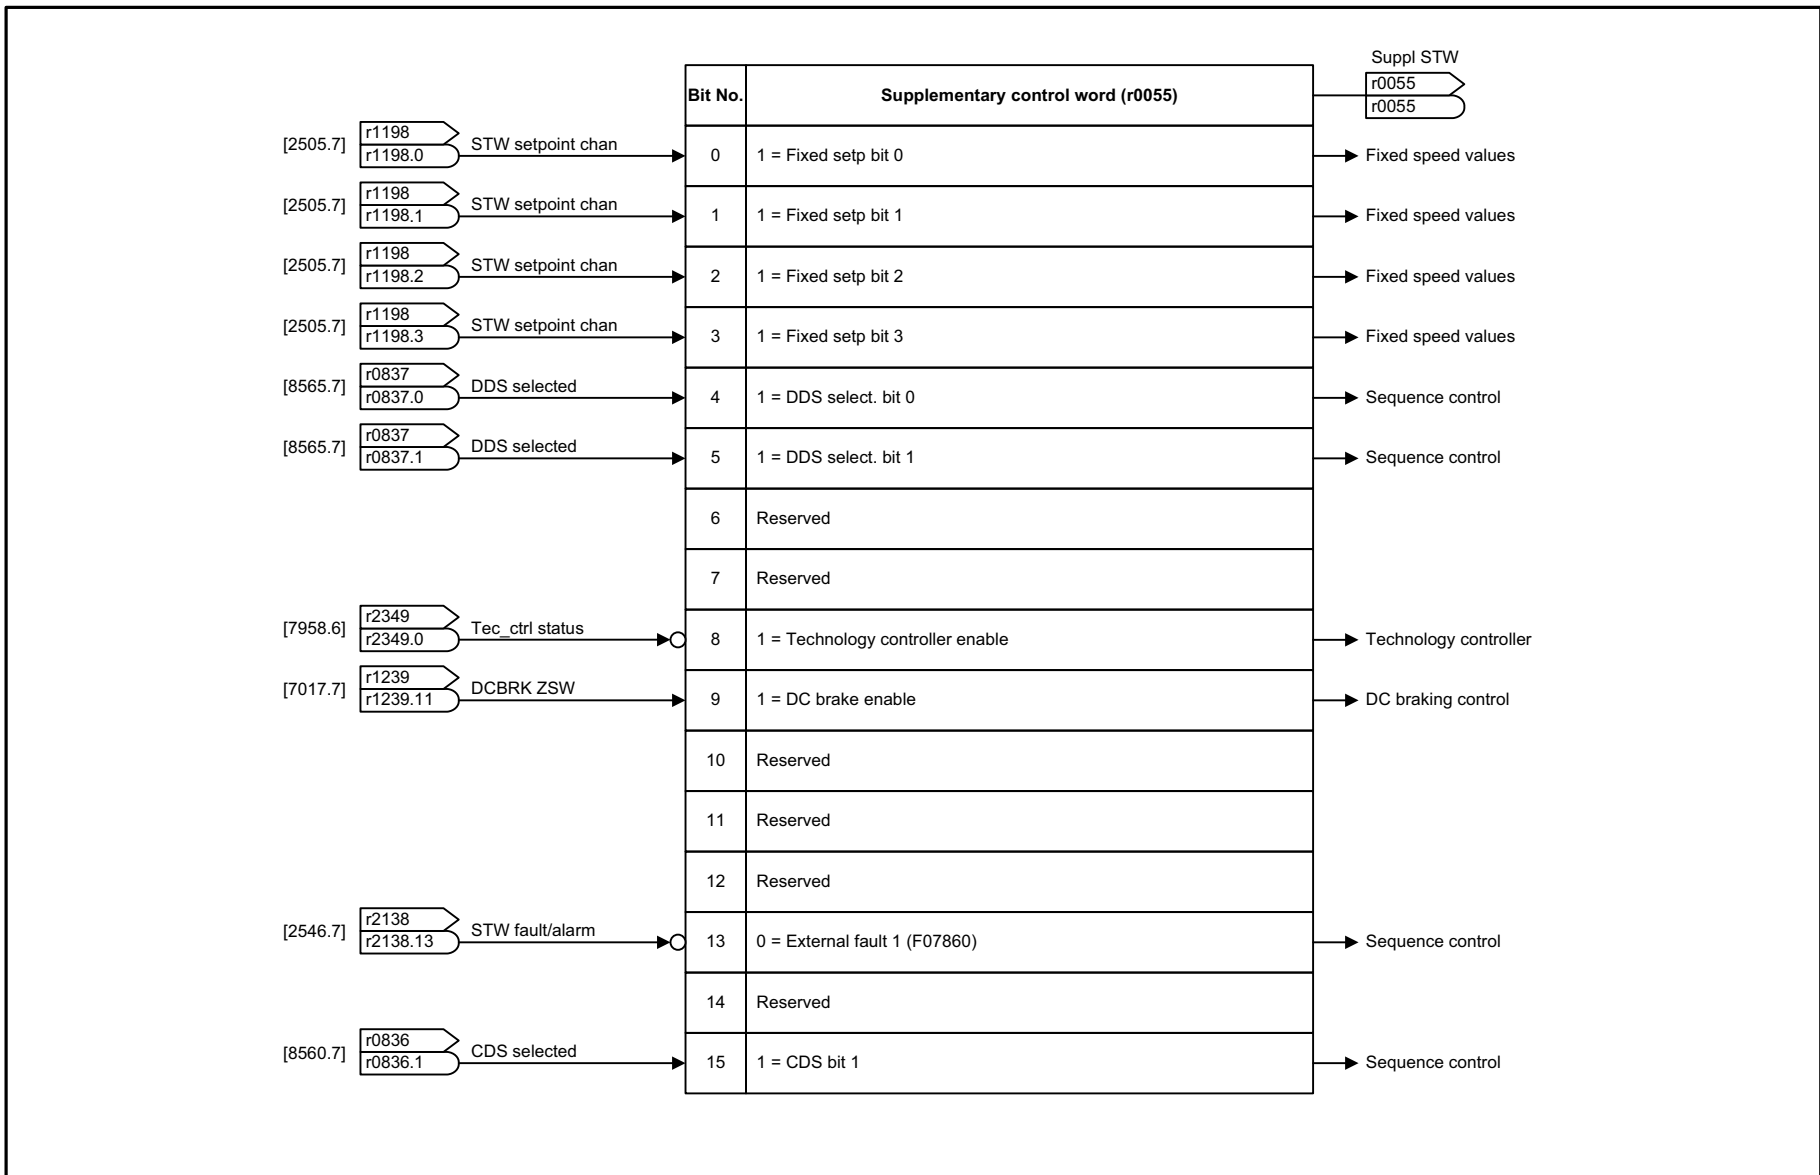 Suppl STW
Bit No. Supplementary control word (r0055) r0055
r0055
[2505.7] r1198 STW setpoint chan
r1198.0 0 1 = Fixed setp bit 0 Fixed speed values
[2505.7] r1198 STW setpoint chan
r1198.1 1 1 = Fixed setp bit 1 Fixed speed values
[2505.7] r1198 STW setpoint chan
r1198.2 2 1 = Fixed setp bit 2 Fixed speed values
[2505.7] r1198 STW setpoint chan
r1198.3 3 1 = Fixed setp bit 3 Fixed speed values
[8565.7] r0837 DDS selected
r0837.0 4 1 = DDS select. bit 0 Sequence control
[8565.7] r0837 DDS selected
r0837.1 5 1 = DDS select. bit 1 Sequence control
6 Reserved
7 Reserved
[7958.6] r2349 Tec_ctrl status
r2349.0 8 1 = Technology controller enable Technology controller
[7017.7] r1239 DCBRK ZSW
r1239.11 9 1 = DC brake enable DC braking control
10 Reserved
11 Reserved
12 Reserved
[2546.7] r2138 STW fault/alarm
r2138.13 13 0 = External fault 1 (F07860) Sequence control
14 Reserved
[8560.7] r0836 CDS selected
r0836.1 15 1 = CDS bit 1 Sequence control